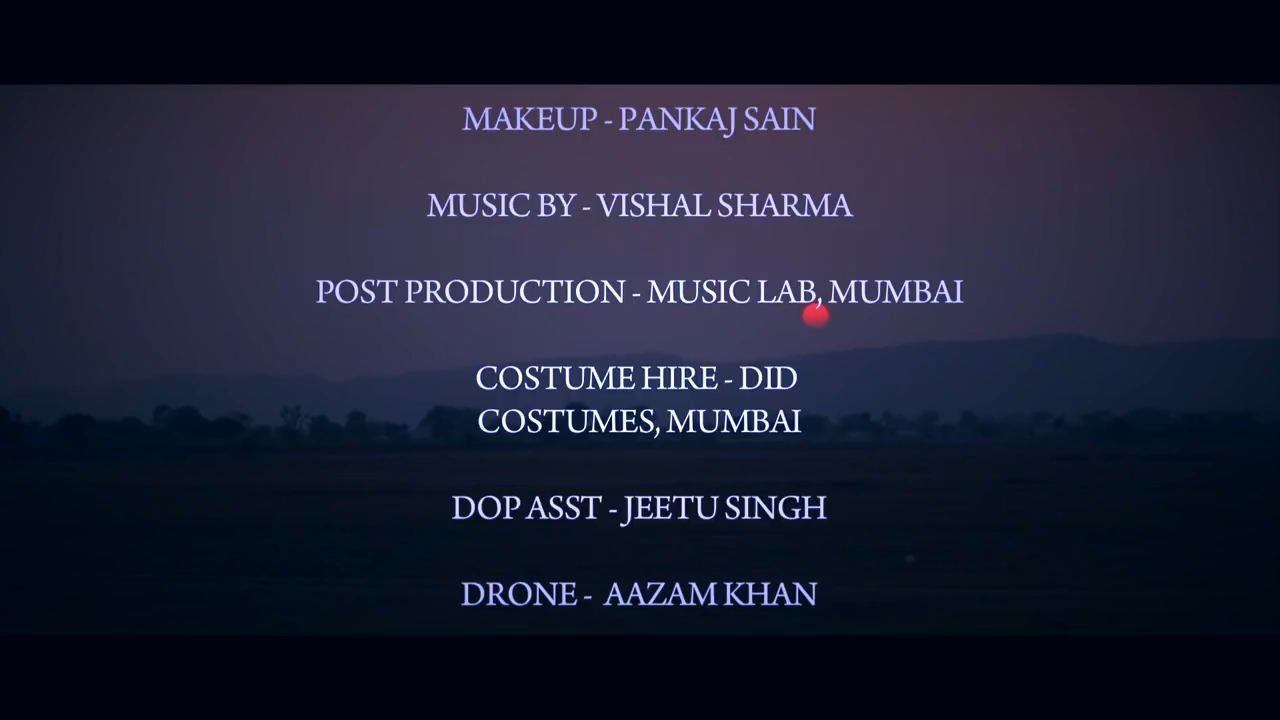 MAKEUP - PANKAJ SAIN
MUSIC BY - VISHAL SHARMA
POST PRODUCTION - MUSIC LAB, MUMBAI
COSTUME HIRE - DID
COSTUMES, MUMBAI
DOP ASST - JEETU SINGH
DRONE - AAZAM KHAN